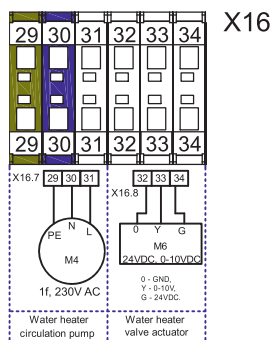 X16
29 30 31 32 33 34
29 30 31 32 33 34
X16.7 29 30 31
32 33 34
X16.8
PE N L
0 Y G
M4
M6
24VDC, 0-10VDC
1f, 230V AC
0 - GND,
Y - 0-10V,
G - 24VDC.
Water heater
circulation pump
Water heater
valve actuator